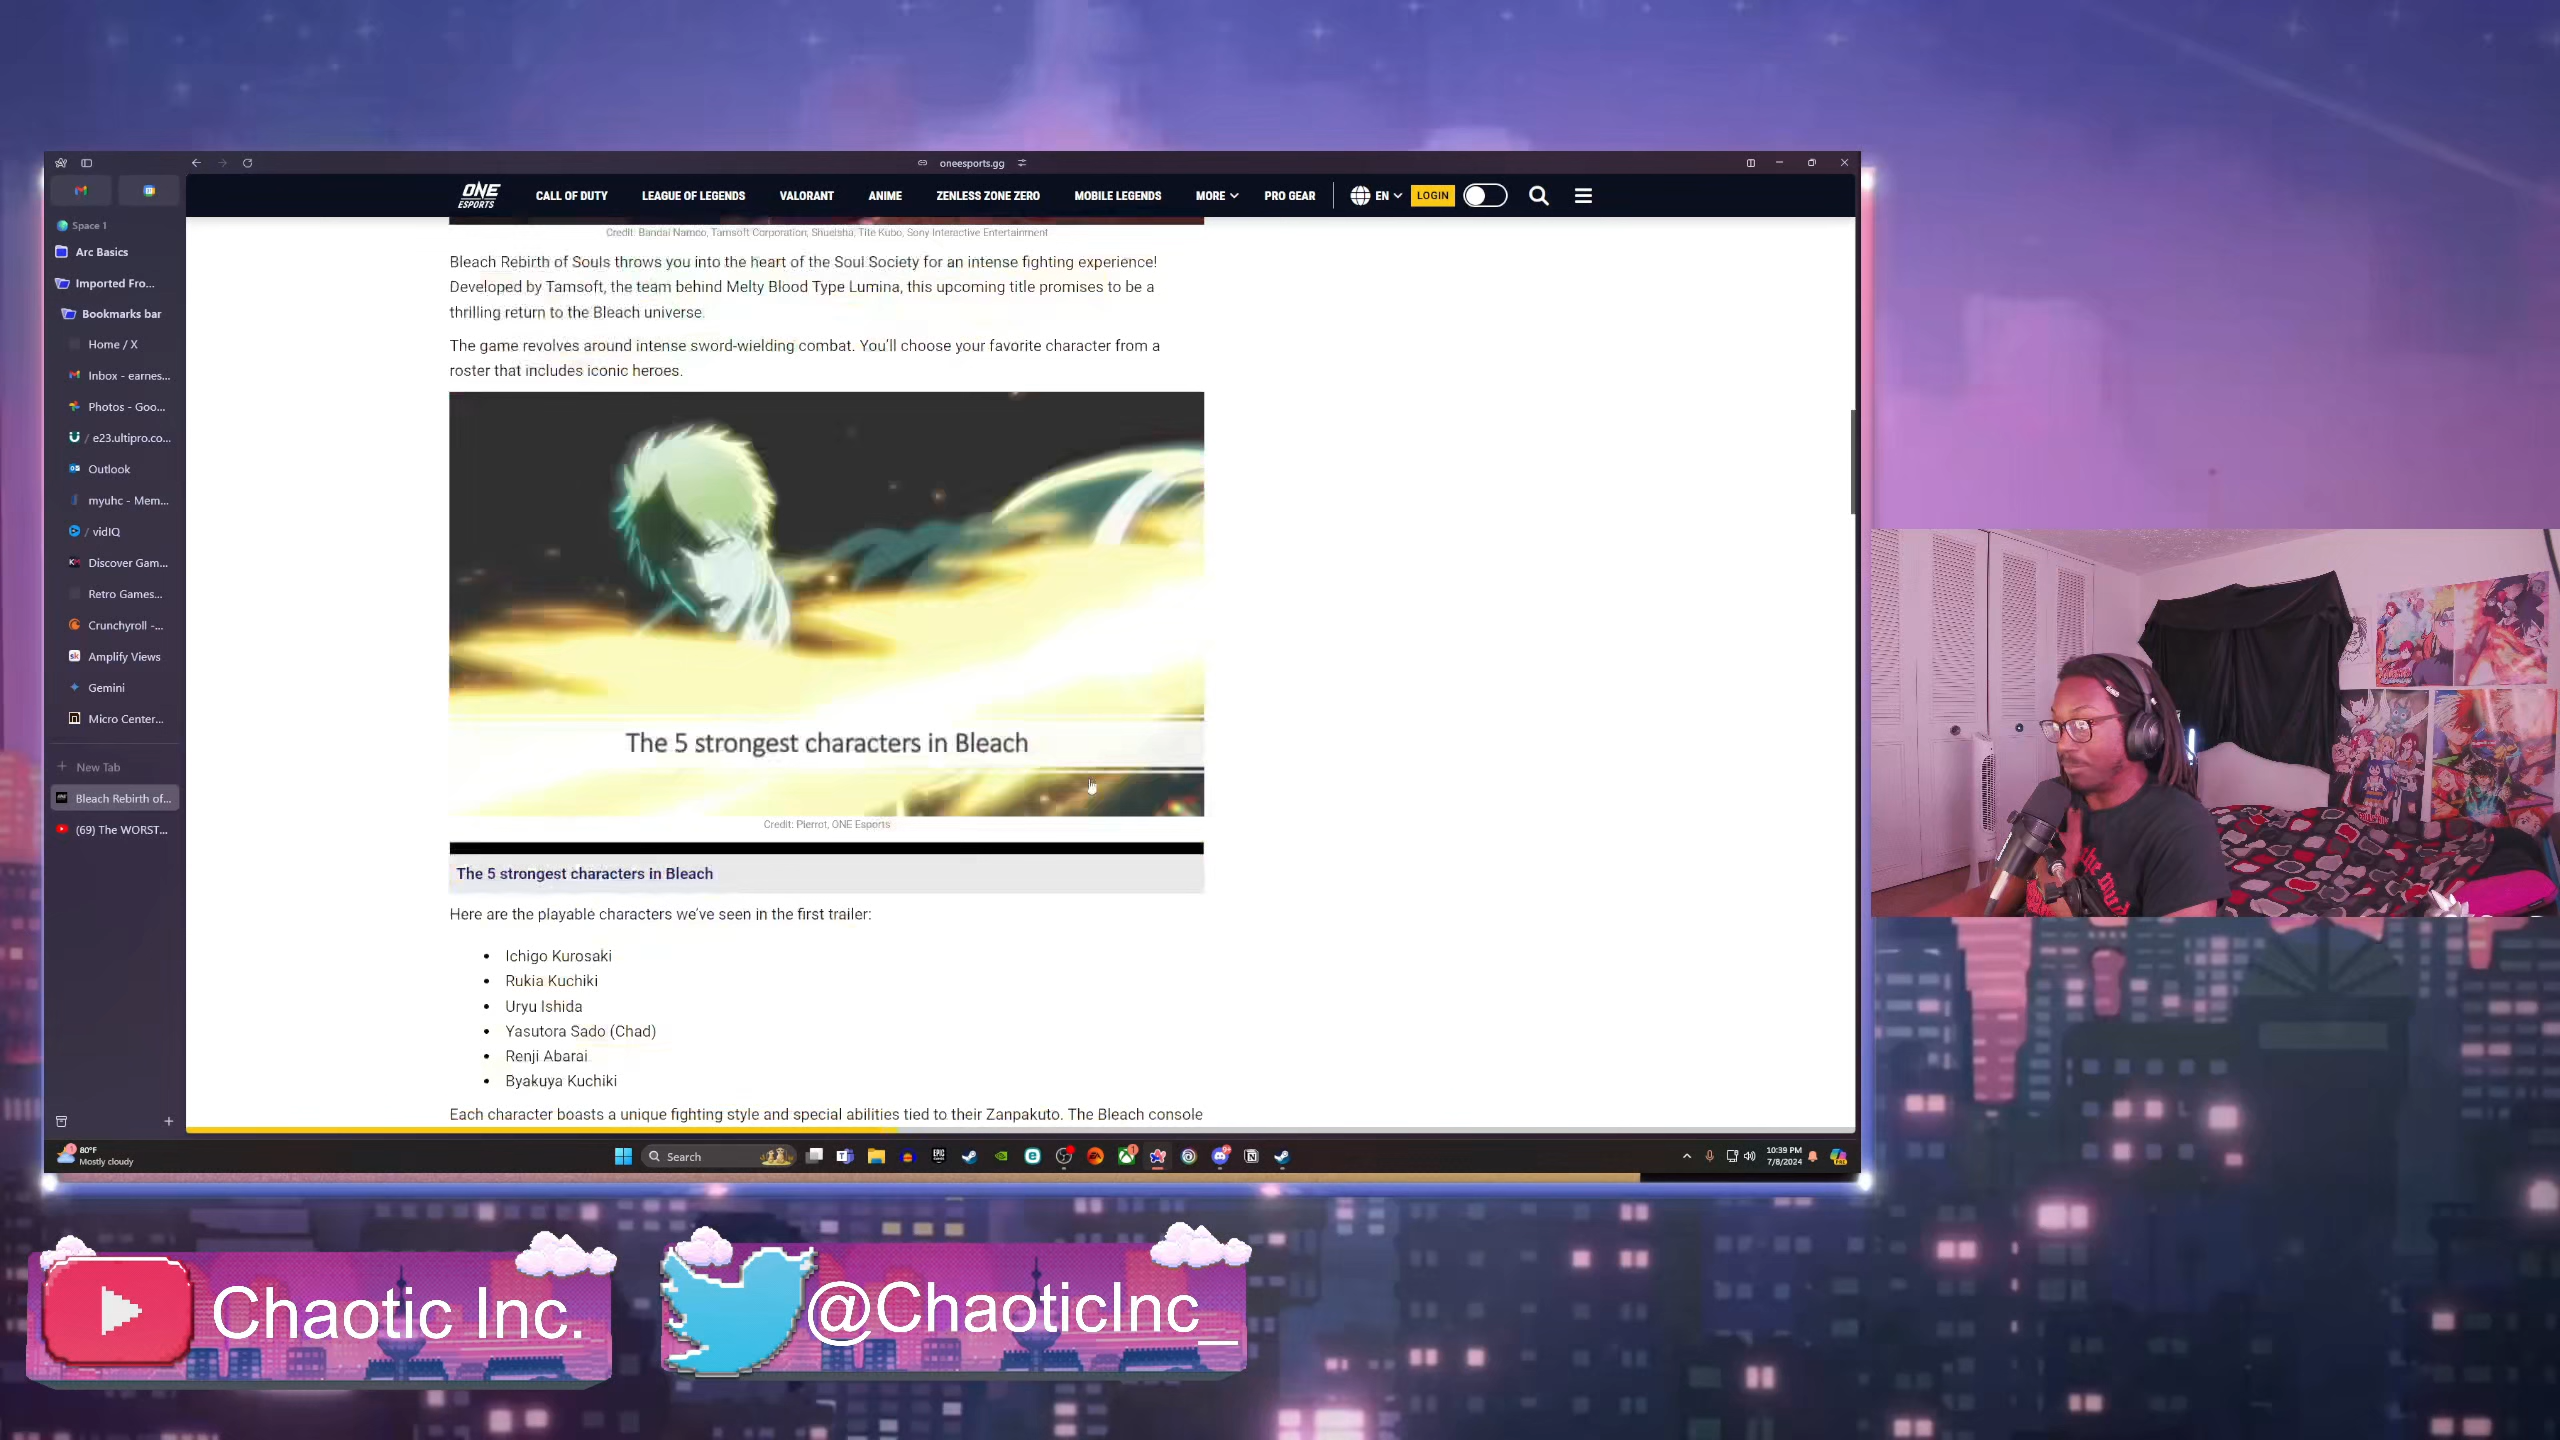 oneesports.gg
Space 1
Arc Basics
Imported Fro...
Bookmarks bar
Home / X
Inbox - earnes...
Photos - Goo...
/ e23.ultipro.co...
Outlook
myuhc - Mem...
/ vidIQ
Discover Gam...
Retro Games...
Crunchyroll -...
Amplify Views
Gemini
Micro Center...
New Tab
Bleach Rebirth of...
(69) The WORST...
ONE ESPORTS
CALL OF DUTY LEAGUE OF LEGENDS VALORANT ANIME ZENLESS ZONE ZERO MOBILE LEGENDS MORE PRO GEAR EN LOGIN
Credit: Bandai Namco, Tamsoft Corporation, Shueisha, Tite Kubo, Sony Interactive Entertainment
Bleach Rebirth of Souls throws you into the heart of the Soul Society for an intense fighting experience!
Developed by Tamsoft, the team behind Melty Blood Type Lumina, this upcoming title promises to be a
thrilling return to the Bleach universe.
The game revolves around intense sword-wielding combat. You'll choose your favorite character from a
roster that includes iconic heroes.
The 5 strongest characters in Bleach
Credit: Pierrot, ONE Esports
The 5 strongest characters in Bleach
Here are the playable characters we've seen in the first trailer:
• Ichigo Kurosaki
• Rukia Kuchiki
• Uryu Ishida
• Yasutora Sado (Chad)
• Renji Abarai
• Byakuya Kuchiki
Each character boasts a unique fighting style and special abilities tied to their Zanpakuto. The Bleach console
80°F
Mostly cloudy
Search
10:39 PM
7/8/2024
Chaotic Inc.
@ChaoticInc_